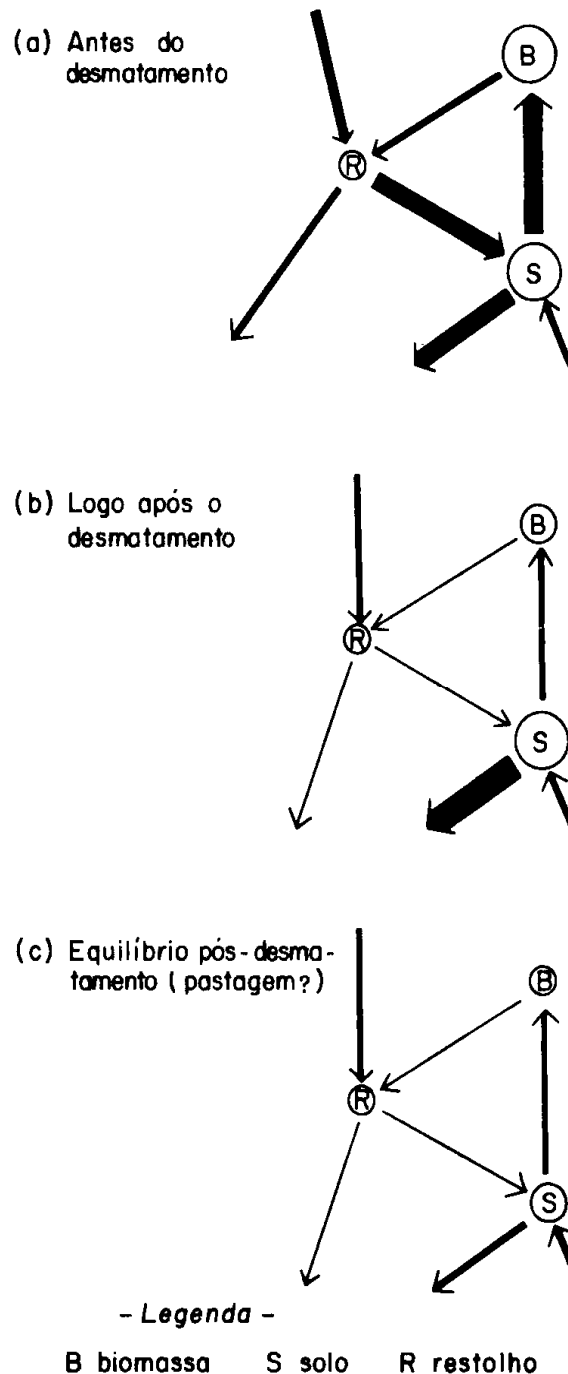 (a) Antes do
desmatamento
B
R
S
(b) Logo após o
desmatamento
B
R
S
(c) Equilíbrio pós-desma-
tamento (pastagem?)
B
R
S
- Legenda -
B biomassa S solo R restolho